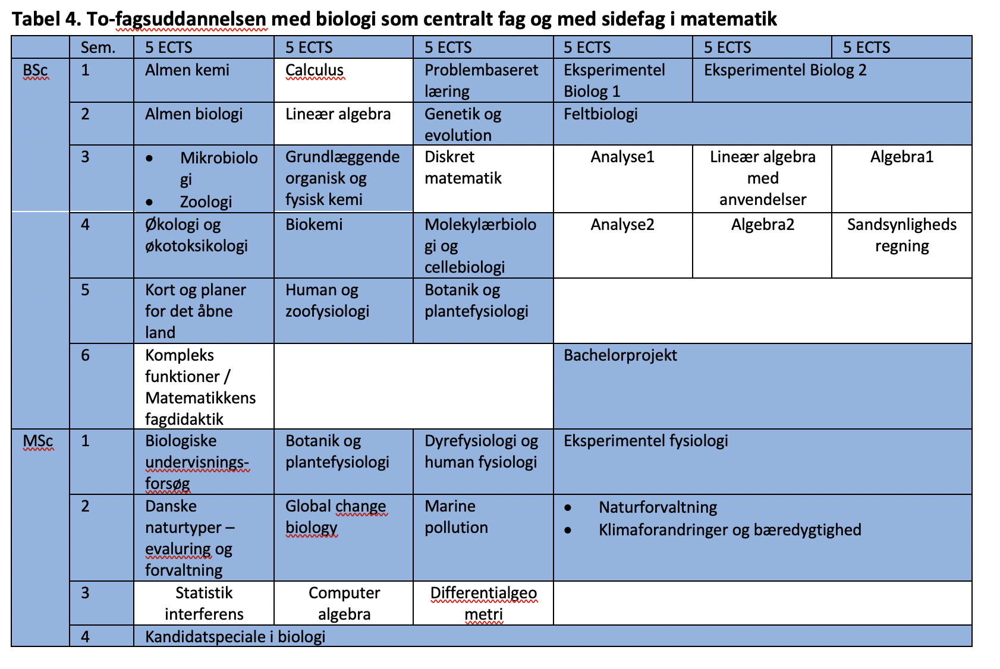 Tabel 4. To-fagsuddannelsen med biologi som centralt fag og med sidefag i matematik
Sem. 5 ECTS 5 ECTS 5 ECTS 5 ECTS 5 ECTS 5 ECTS
BSc 1 Almen kemi Calculus Problembaseret Eksperimentel Eksperimentel Biolog 2
læring Biolog 1
2 Almen biologi Lineær algebra Genetik og Feltbiologi
evolution
3 • Mikrobiolo Grundlæggende Diskret Analyse1 Lineær algebra Algebra1
gi organisk og matematik med
• Zoologi fysisk kemi anvendelser
4 Økologi og Biokemi Molekylærbiolo Analyse2 Algebra2 Sandsynligheds
økotoksikologi gi og regning
cellebiologi
5 Kort og planer Human og Botanik og
for det åbne zoofysiologi plantefysiologi
land
6 Kompleks Bachelorprojekt
funktioner /
Matematikkens
fagdidaktik
MSc 1 Biologiske Botanik og Dyrefysiologi og Eksperimentel fysiologi
undervisnings- plantefysiologi human fysiologi
forsøg
2 Danske Global change Marine • Naturforvaltning
naturtyper – biology pollution • Klimaforandringer og bæredygtighed
evaluring og
forvaltning
3 Statistik Computer Differentialgeo
interferens algebra metri
4 Kandidatspeciale i biologi